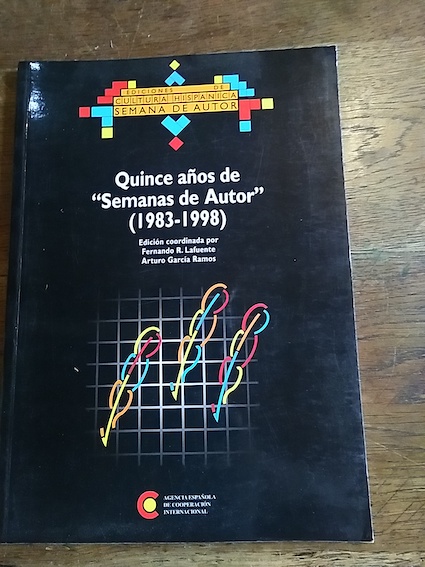 EDICIONES DE
CULTURA HISPANICA
SEMANA DE AUTOR
Quince años de
“Semanas de Autor”
(1983-1998)
Edición coordinada por
Fernando R. Lafuente
Arturo García Ramos
AGENCIA ESPAÑOLA
DE COOPERACIÓN
INTERNACIONAL